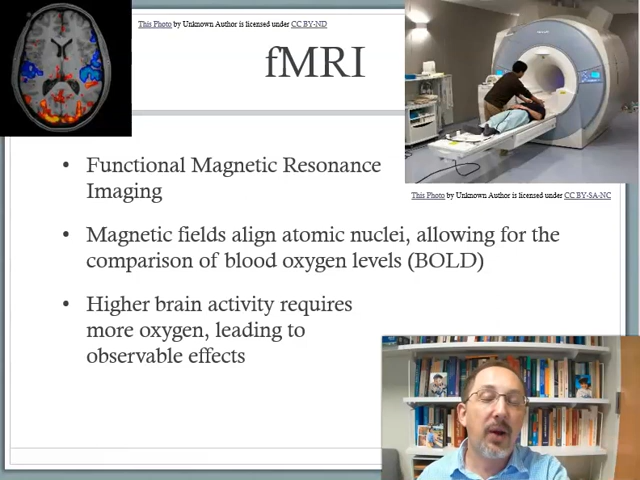 This Photo by Unknown Author is licensed under CC BY-ND
fMRI
This Photo by Unknown Author is licensed under CC BY-SA-NC
• Functional Magnetic Resonance
Imaging
• Magnetic fields align atomic nuclei, allowing for the
comparison of blood oxygen levels (BOLD)
• Higher brain activity requires
more oxygen, leading to
observable effects